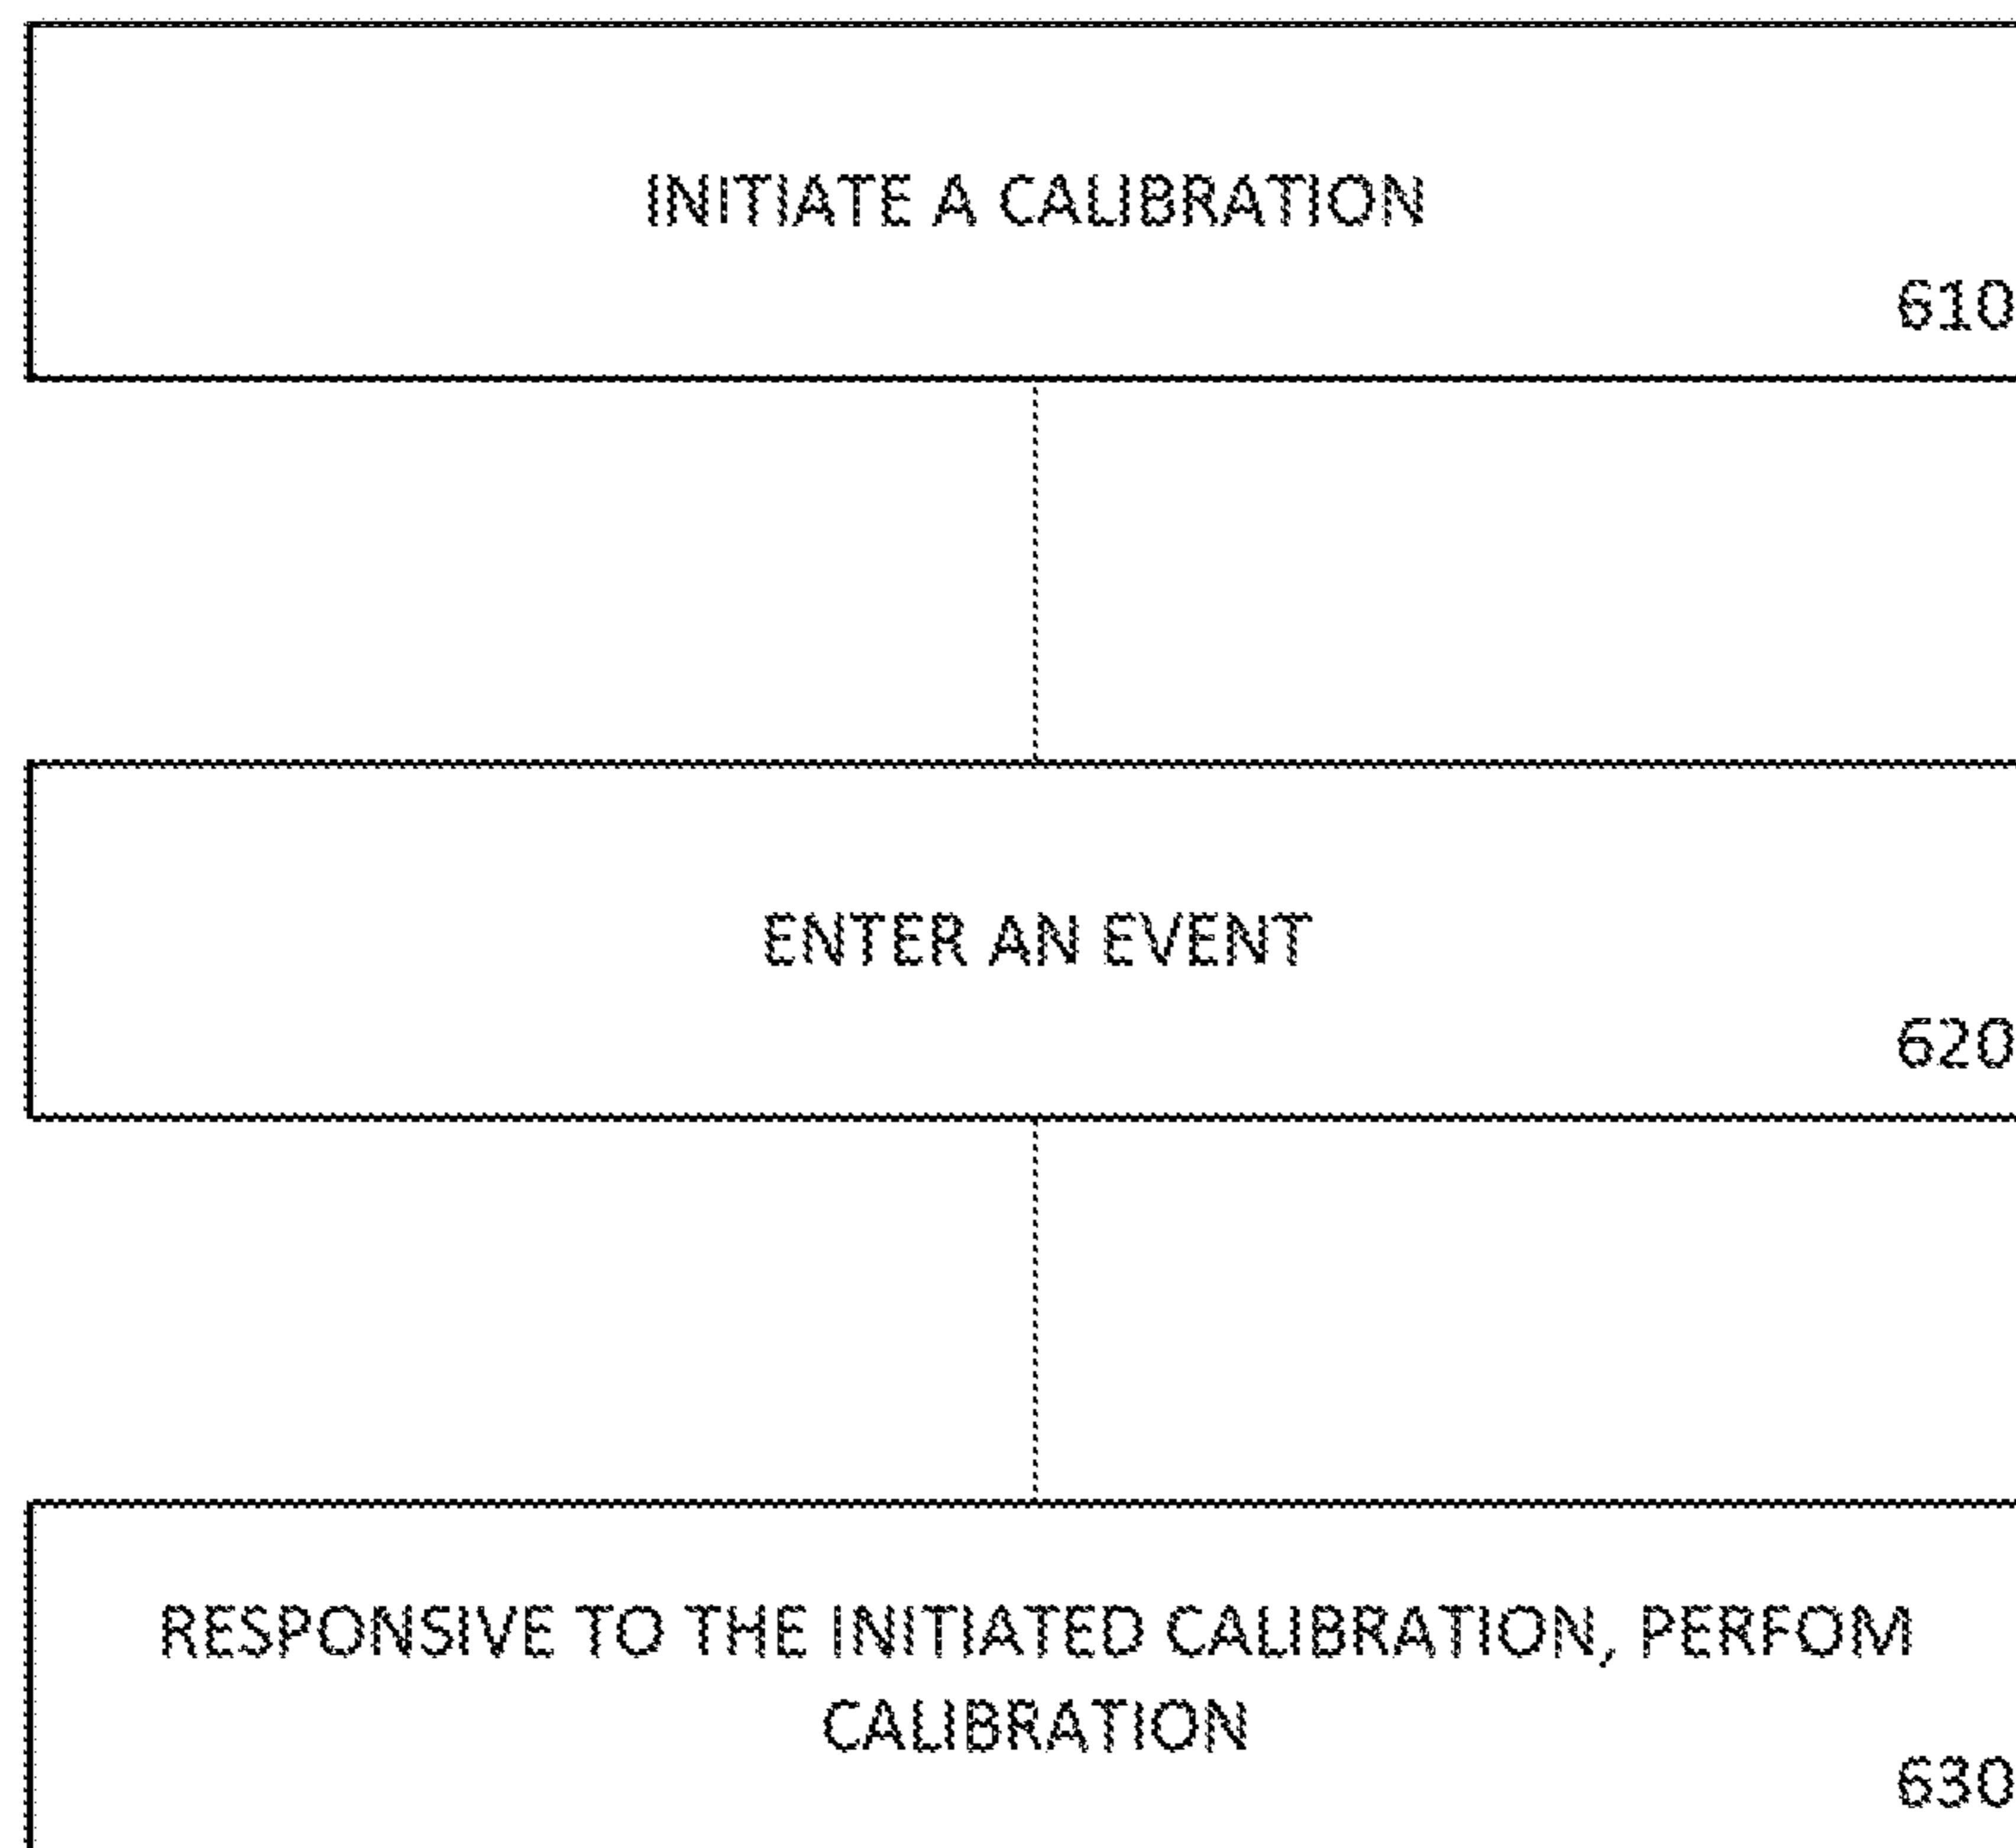 INITIATE A CALIBRATION
610
ENTER AN EVENT
620
RESPONSIVE TO THE INITIATED CALIBRATION, PERFOM
CALIBRATION
630